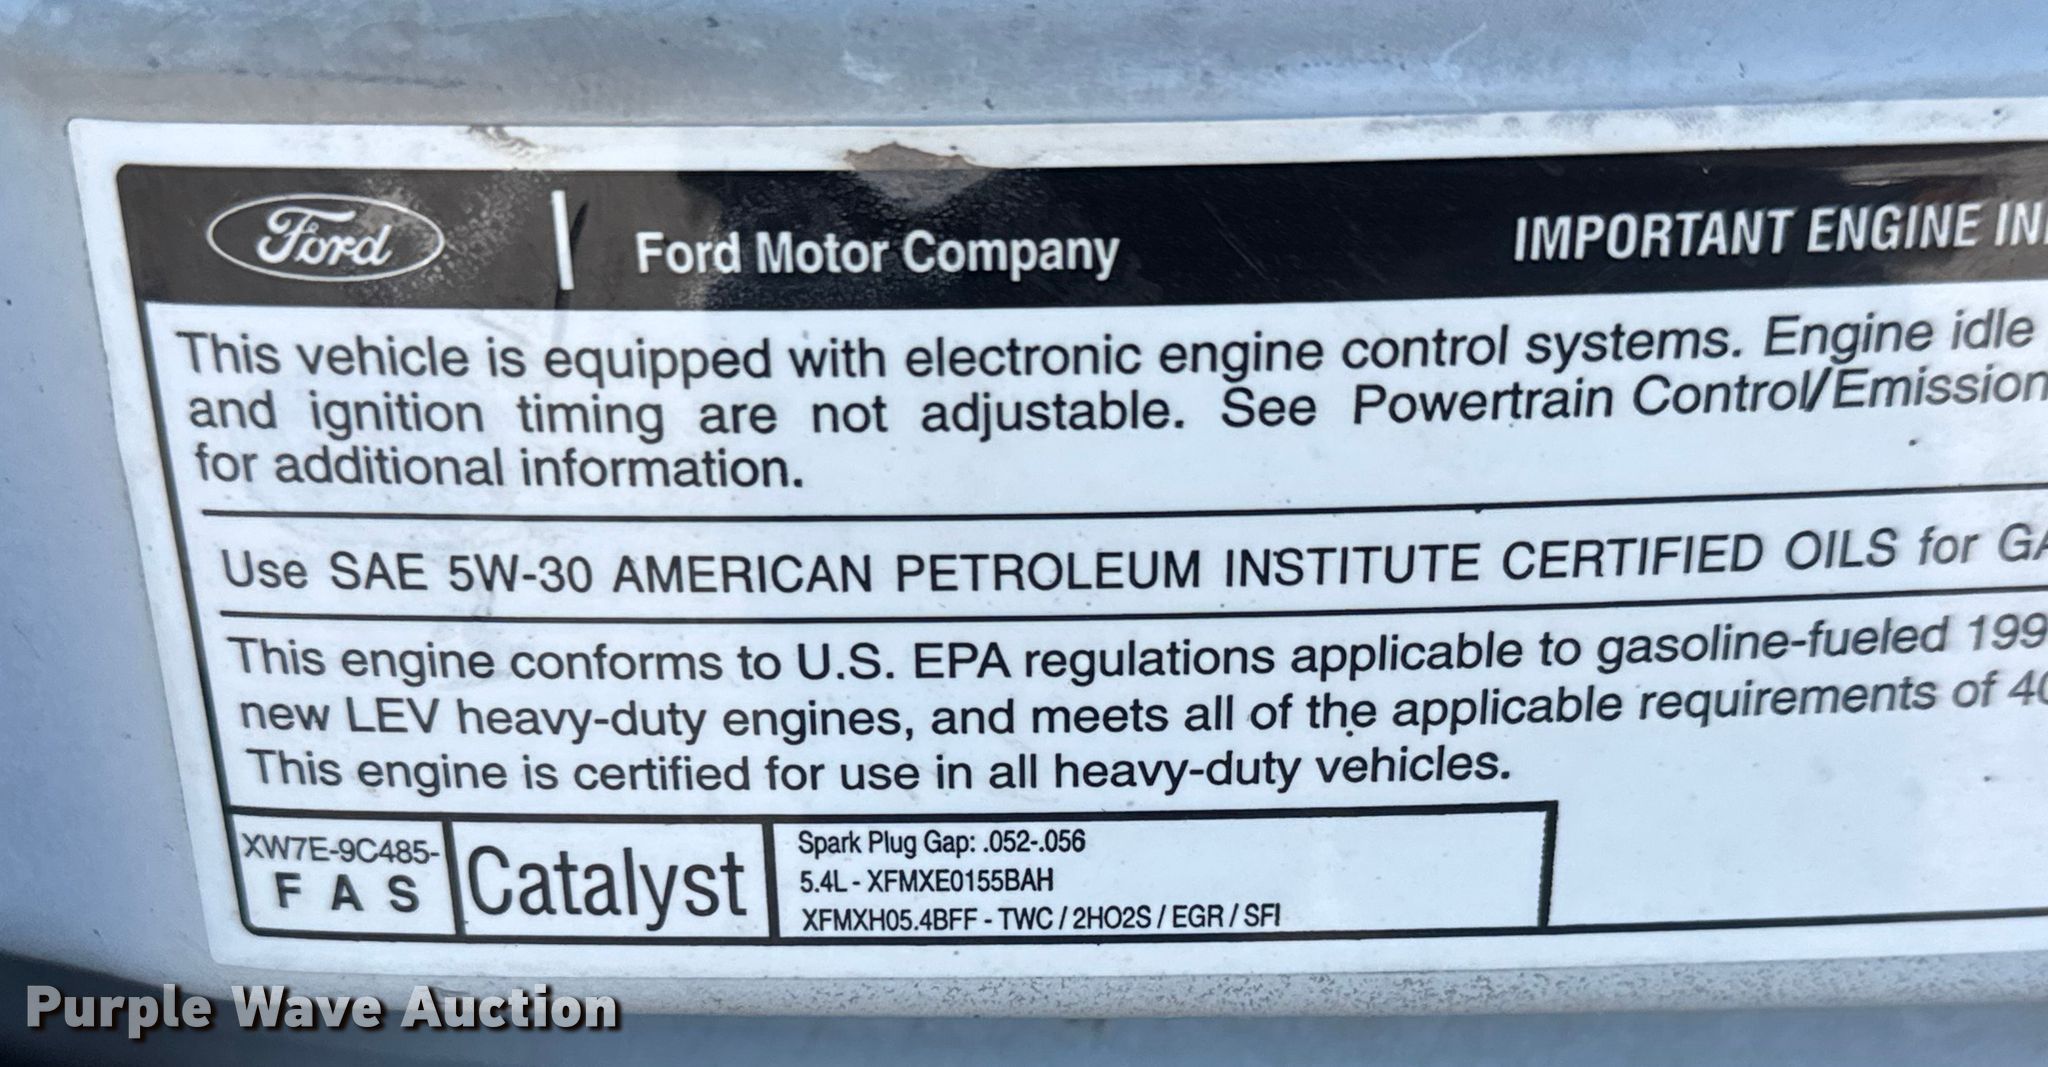 Ford
Ford Motor Company
IMPORTANT ENGINE IN
This vehicle is equipped with electronic engine control systems. Engine idle
and ignition timing are not adjustable. See Powertrain Control/Emission
for additional information.
Use SAE 5W-30 AMERICAN PETROLEUM INSTITUTE CERTIFIED OILS for GA
This engine conforms to U.S. EPA regulations applicable to gasoline-fueled 199
new LEV heavy-duty engines, and meets all of the applicable requirements of 40
This engine is certified for use in all heavy-duty vehicles.
XW7E-9C485-
F A S
Catalyst
Spark Plug Gap: .052-.056
5.4L - XFMXE0155BAH
XFMXH05.4BFF - TWC / 2HO2S / EGR / SFI
Purple Wave Auction